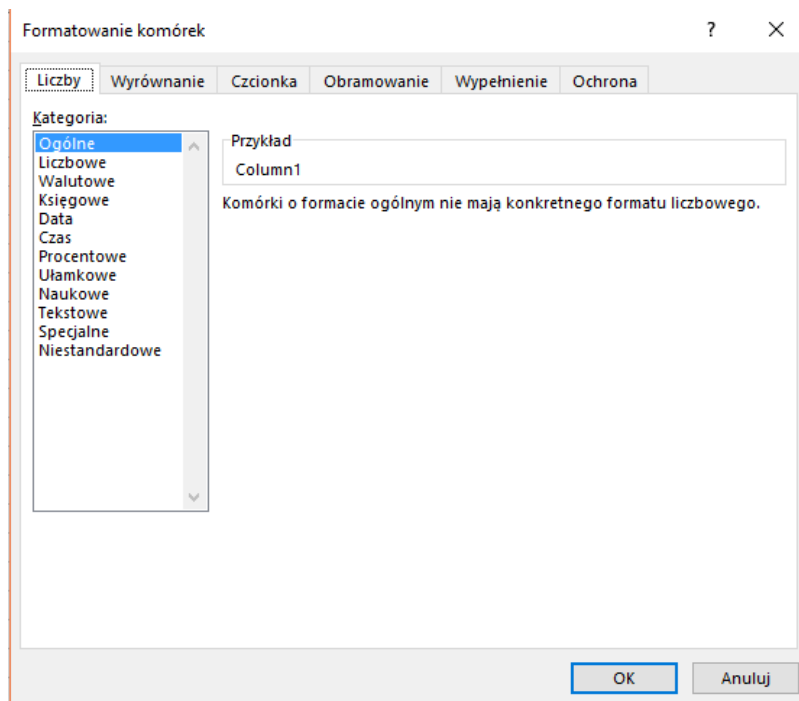 Formatowanie komórek
?
Liczby Wyrównanie Czcionka Obramowanie Wypełnienie Ochrona
Kategoria:
Ogólne
Liczbowe
Walutowe
Księgowe
Data
Czas
Procentowe
Ułamkowe
Naukowe
Tekstowe
Specjalne
Niestandardowe
Przykład
Column1
Komórki o formacie ogólnym nie mają konkretnego formatu liczbowego.
OK Anuluj